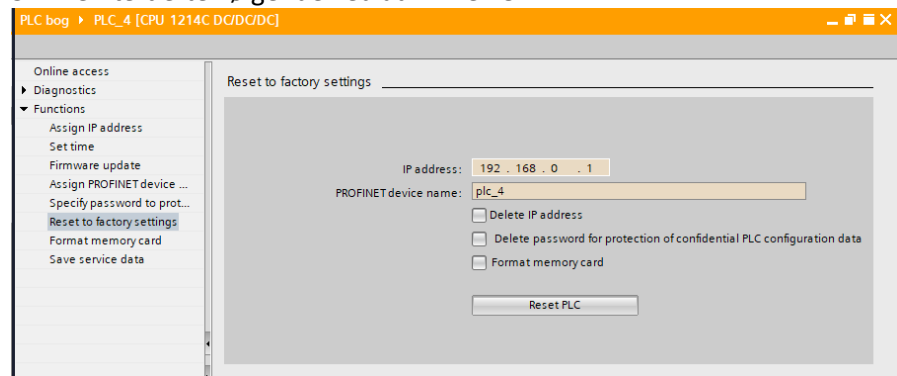 PLC bog ▸ PLC_4 [CPU 1214C DC/DC/DC]
Online access
Diagnostics
Functions
Assign IP address
Set time
Firmware update
Assign PROFINET device ...
Specify password to prot...
Reset to factory settings
Format memory card
Save service data
Reset to factory settings
IP address: 192 . 168 . 0 . 1
PROFINET device name: plc_4
Delete IP address
Delete password for protection of confidential PLC configuration data
Format memory card
Reset PLC